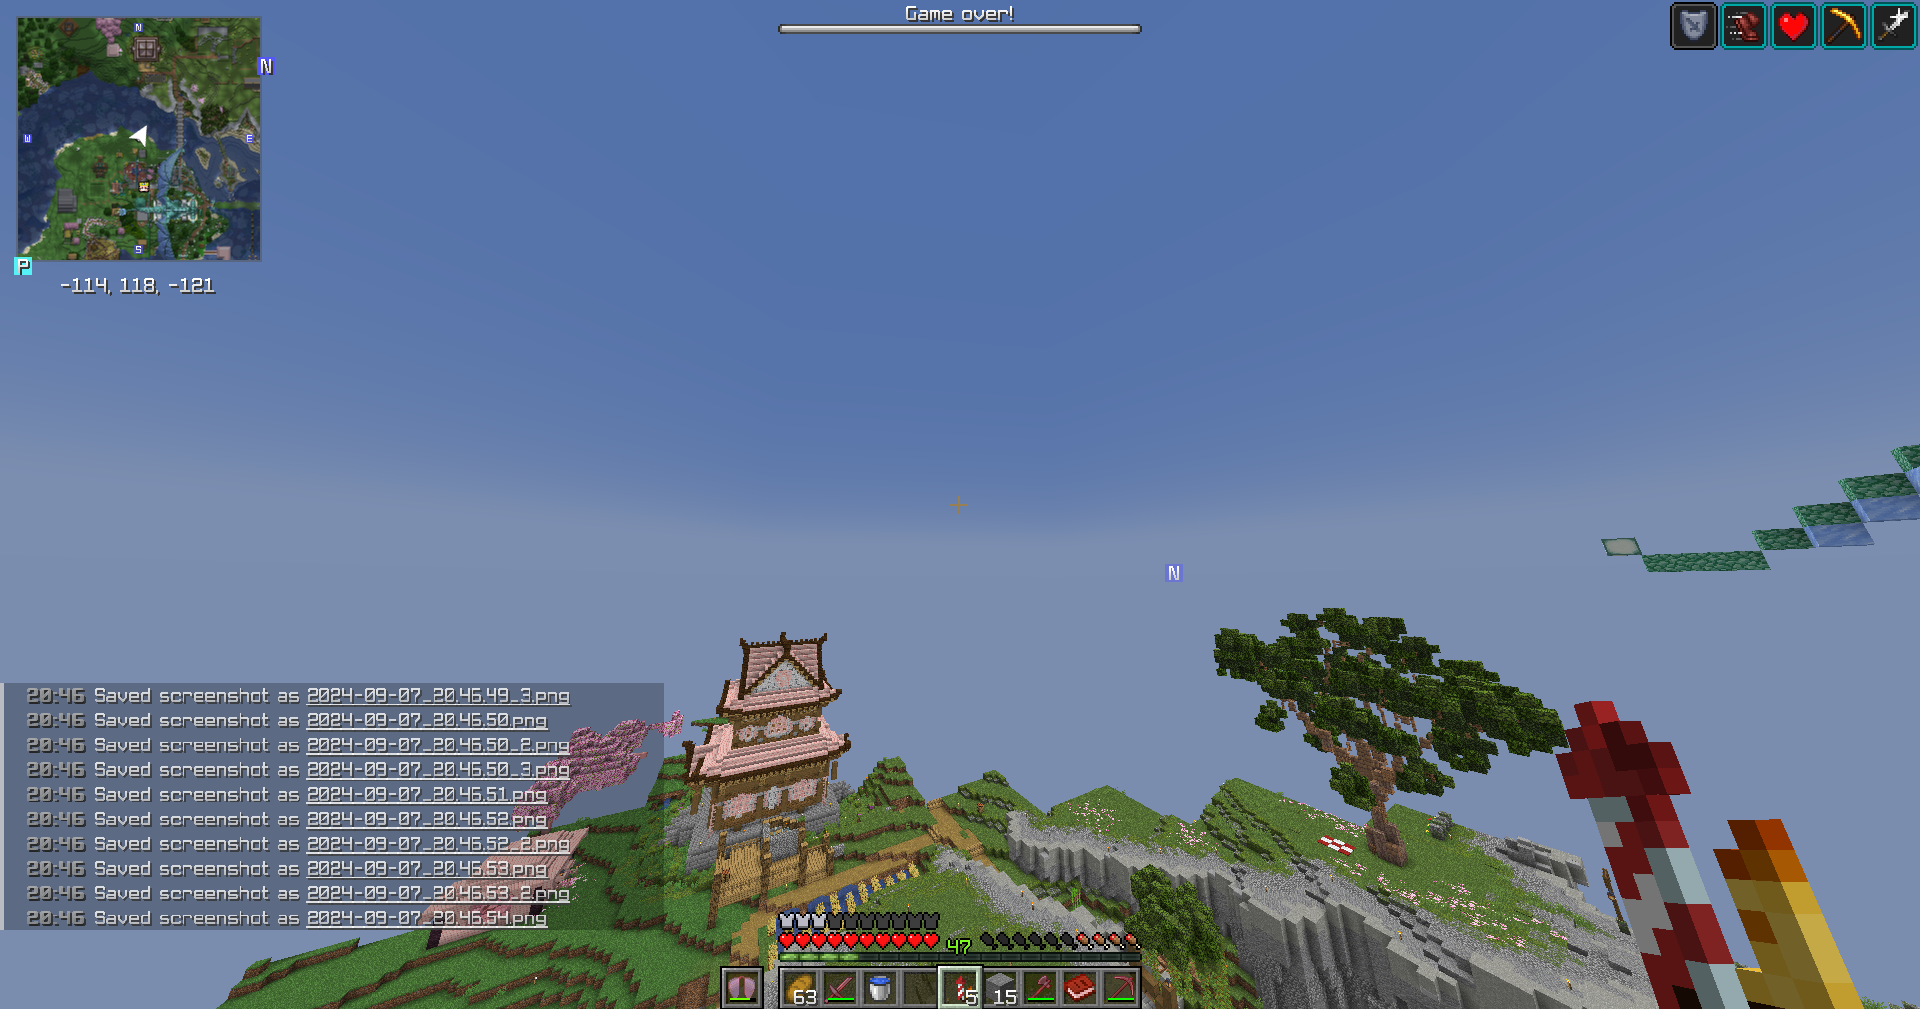 Game over!
N
N
W
E
S
P
-114, 118, -121
N
20:46 Saved screenshot as 2024-09-07_20.46.49_3.png
20:46 Saved screenshot as 2024-09-07_20.46.50.png
20:46 Saved screenshot as 2024-09-07_20.46.50_2.png
20:46 Saved screenshot as 2024-09-07_20.46.50_3.png
20:46 Saved screenshot as 2024-09-07_20.46.51.png
20:46 Saved screenshot as 2024-09-07_20.46.52.png
20:46 Saved screenshot as 2024-09-07_20.46.52_2.png
20:46 Saved screenshot as 2024-09-07_20.46.53.png
20:46 Saved screenshot as 2024-09-07_20.46.53_2.png
20:46 Saved screenshot as 2024-09-07_20.46.54.png
47
63
5
15